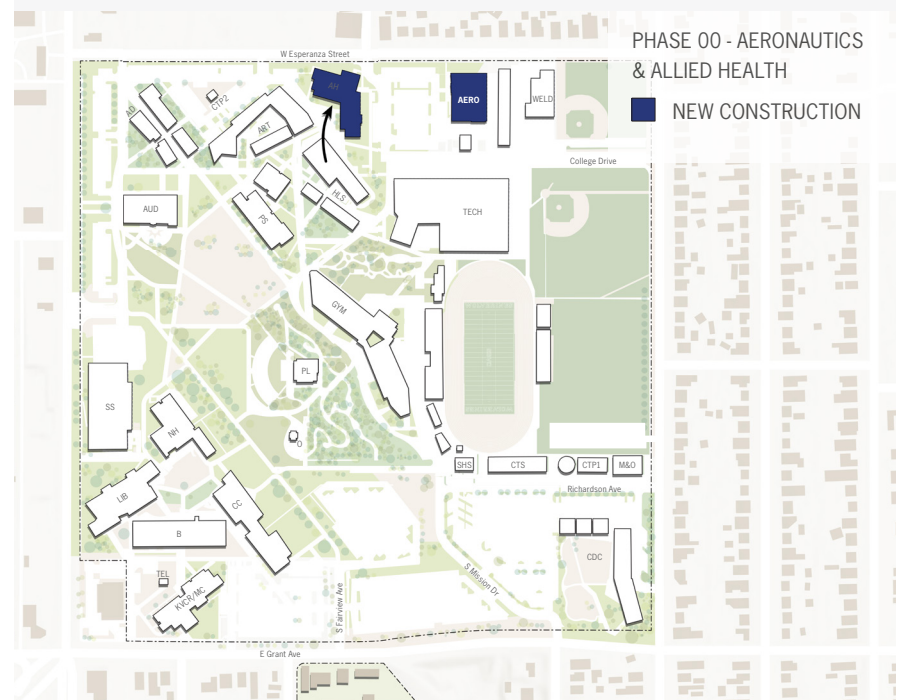 W Esperanza Street
PHASE 00 - AERONAUTICS
& ALLIED HEALTH
NEW CONSTRUCTION
AD
CTP2
ART
AH
AERO
WELD
College Drive
AUD
PS
HLS
TECH
GYM
PL
SS
NH
O
LIB
CC
B
SHS
CTS
CTP1
M&O
Richardson Ave
CDC
TEL
KVCR/MC
S Fairview Ave
S Mission Dr
E Grant Ave